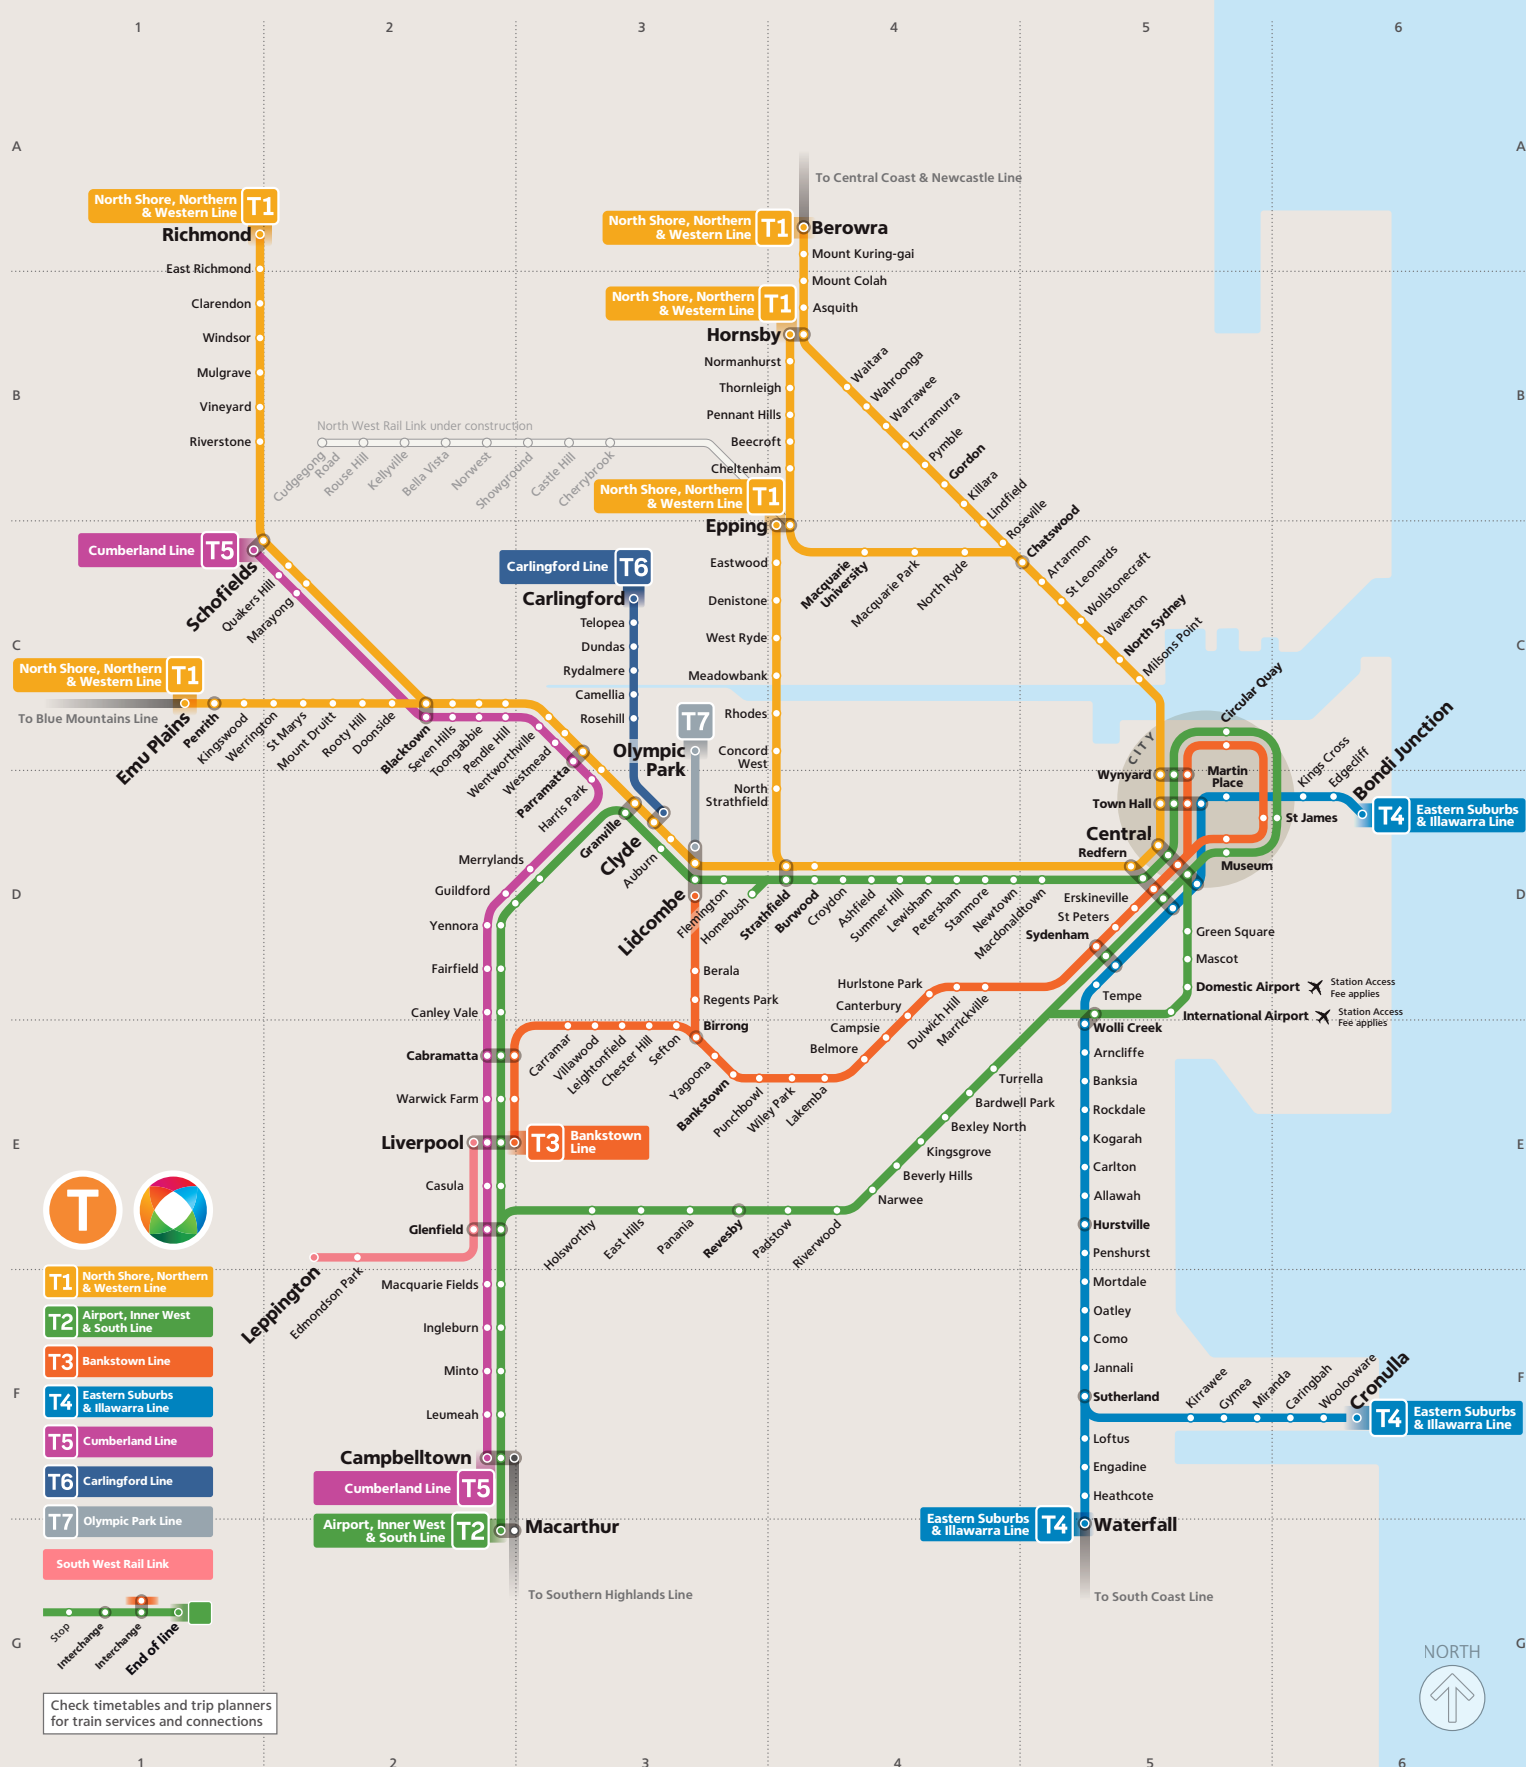 1
2
3
4
5
6
A
A
To Central Coast & Newcastle Line
North Shore, Northern
& Western Line
T1
Richmond
East Richmond
Clarendon
Windsor
Mulgrave
Vineyard
Riverstone
North Shore, Northern
& Western Line
T1
Berowra
Mount Kuring-gai
Mount Colah
Asquith
North Shore, Northern
& Western Line
T1
Hornsby
Normanhurst
Thornleigh
Pennant Hills
Beecroft
Cheltenham
B
B
Waitara
Wahroonga
Warrawee
Turramurra
Pymble
Gordon
Killara
Lindfield
Roseville
Chatswood
Artarmon
St Leonards
Wollstonecraft
Waverton
North Sydney
Milsons Point
North West Rail Link under construction
Cudgegong
Road
Rouse Hill
Kellyville
Bella Vista
Norwest
Showground
Castle Hill
Cherrybrook
North Shore, Northern
& Western Line
T1
Epping
Eastwood
Denistone
West Ryde
Meadowbank
Rhodes
Concord
West
North
Strathfield
Macquarie
University
Macquarie Park
North Ryde
Cumberland Line
T5
Schofields
Quakers Hill
Marayong
Carlingford Line
T6
Carlingford
Telopea
Dundas
Rydalmere
Camellia
Rosehill
C
C
North Shore, Northern
& Western Line
T1
To Blue Mountains Line
Emu Plains
Penrith
Kingswood
Werrington
St Marys
Mount Druitt
Rooty Hill
Doonside
Blacktown
Seven Hills
Toongabbie
Pendle Hill
Wentworthville
Westmead
Parramatta
Harris Park
Granville
Clyde
Auburn
T7
Olympic
Park
Lidcombe
Flemington
Homebush
Strathfield
Burwood
Croydon
Ashfield
Summer Hill
Lewisham
Petersham
Stanmore
Newtown
Macdonaldtown
CITY
Circular Quay
Wynyard
Town Hall
Central
Redfern
Martin
Place
St James
Museum
Kings Cross
Edgecliff
Bondi Junction
T4
Eastern Suburbs
& Illawarra Line
D
D
Merrylands
Guildford
Yennora
Fairfield
Canley Vale
Cabramatta
Warwick Farm
Liverpool
Casula
Glenfield
Macquarie Fields
Ingleburn
Minto
Leumeah
Campbelltown
Cumberland Line
T5
Airport, Inner West
& South Line
T2
Macarthur
To Southern Highlands Line
Berala
Regents Park
Birrong
Carramar
Villawood
Leightonfield
Chester Hill
Sefton
Yagoona
Bankstown
Punchbowl
Wiley Park
Lakemba
Belmore
Campsie
Canterbury
Hurlstone Park
Dulwich Hill
Marrickville
Sydenham
St Peters
Erskineville
T3
Bankstown
Line
Green Square
Mascot
Domestic Airport
Station Access
Fee applies
International Airport
Station Access
Fee applies
Tempe
Wolli Creek
Arncliffe
Banksia
Rockdale
Kogarah
Carlton
Allawah
Hurstville
Penshurst
Mortdale
Oatley
Como
Jannali
Sutherland
Loftus
Engadine
Heathcote
Waterfall
Eastern Suburbs
& Illawarra Line
T4
To South Coast Line
Kirrawee
Gymea
Miranda
Caringbah
Woolooware
Cronulla
T4
Eastern Suburbs
& Illawarra Line
Turrella
Bardwell Park
Bexley North
Kingsgrove
Beverly Hills
Narwee
Riverwood
Padstow
Revesby
Panania
East Hills
Holsworthy
E
E
Leppington
Edmondson Park
T
T1
North Shore, Northern
& Western Line
T2
Airport, Inner West
& South Line
T3
Bankstown Line
T4
Eastern Suburbs
& Illawarra Line
T5
Cumberland Line
T6
Carlingford Line
T7
Olympic Park Line
South West Rail Link
F
F
Stop
Interchange
Interchange
End of line
G
G
NORTH
Check timetables and trip planners
for train services and connections
1
2
3
4
5
6